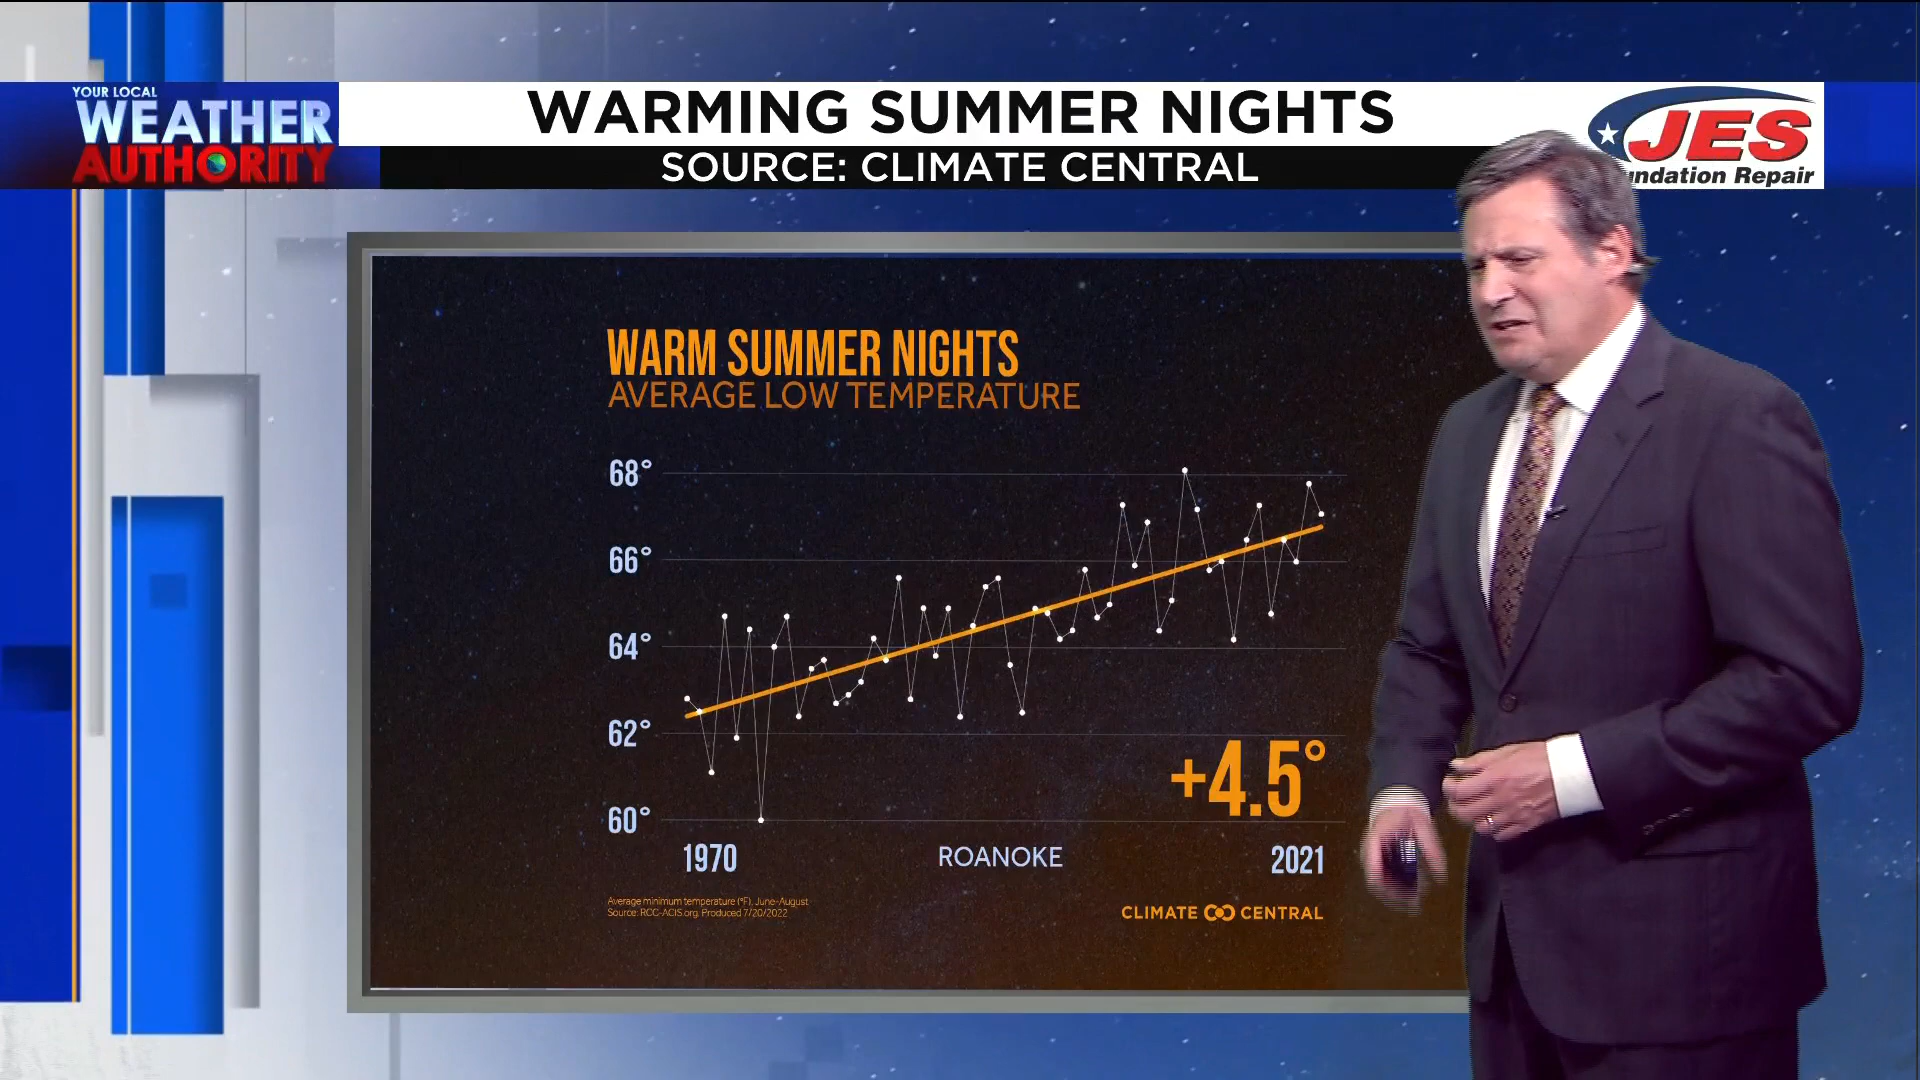 YOUR LOCAL
WEATHER
AUTHORITY
WARMING SUMMER NIGHTS
SOURCE: CLIMATE CENTRAL
JES
undation Repair
WARM SUMMER NIGHTS
AVERAGE LOW TEMPERATURE
68°
66°
64°
62°
60°
+4.5°
1970
ROANOKE
2021
Average minimum temperature (°F), June-August
Source: RCC-ACIS.org. Produced 7/20/2022
CLIMATE CENTRAL